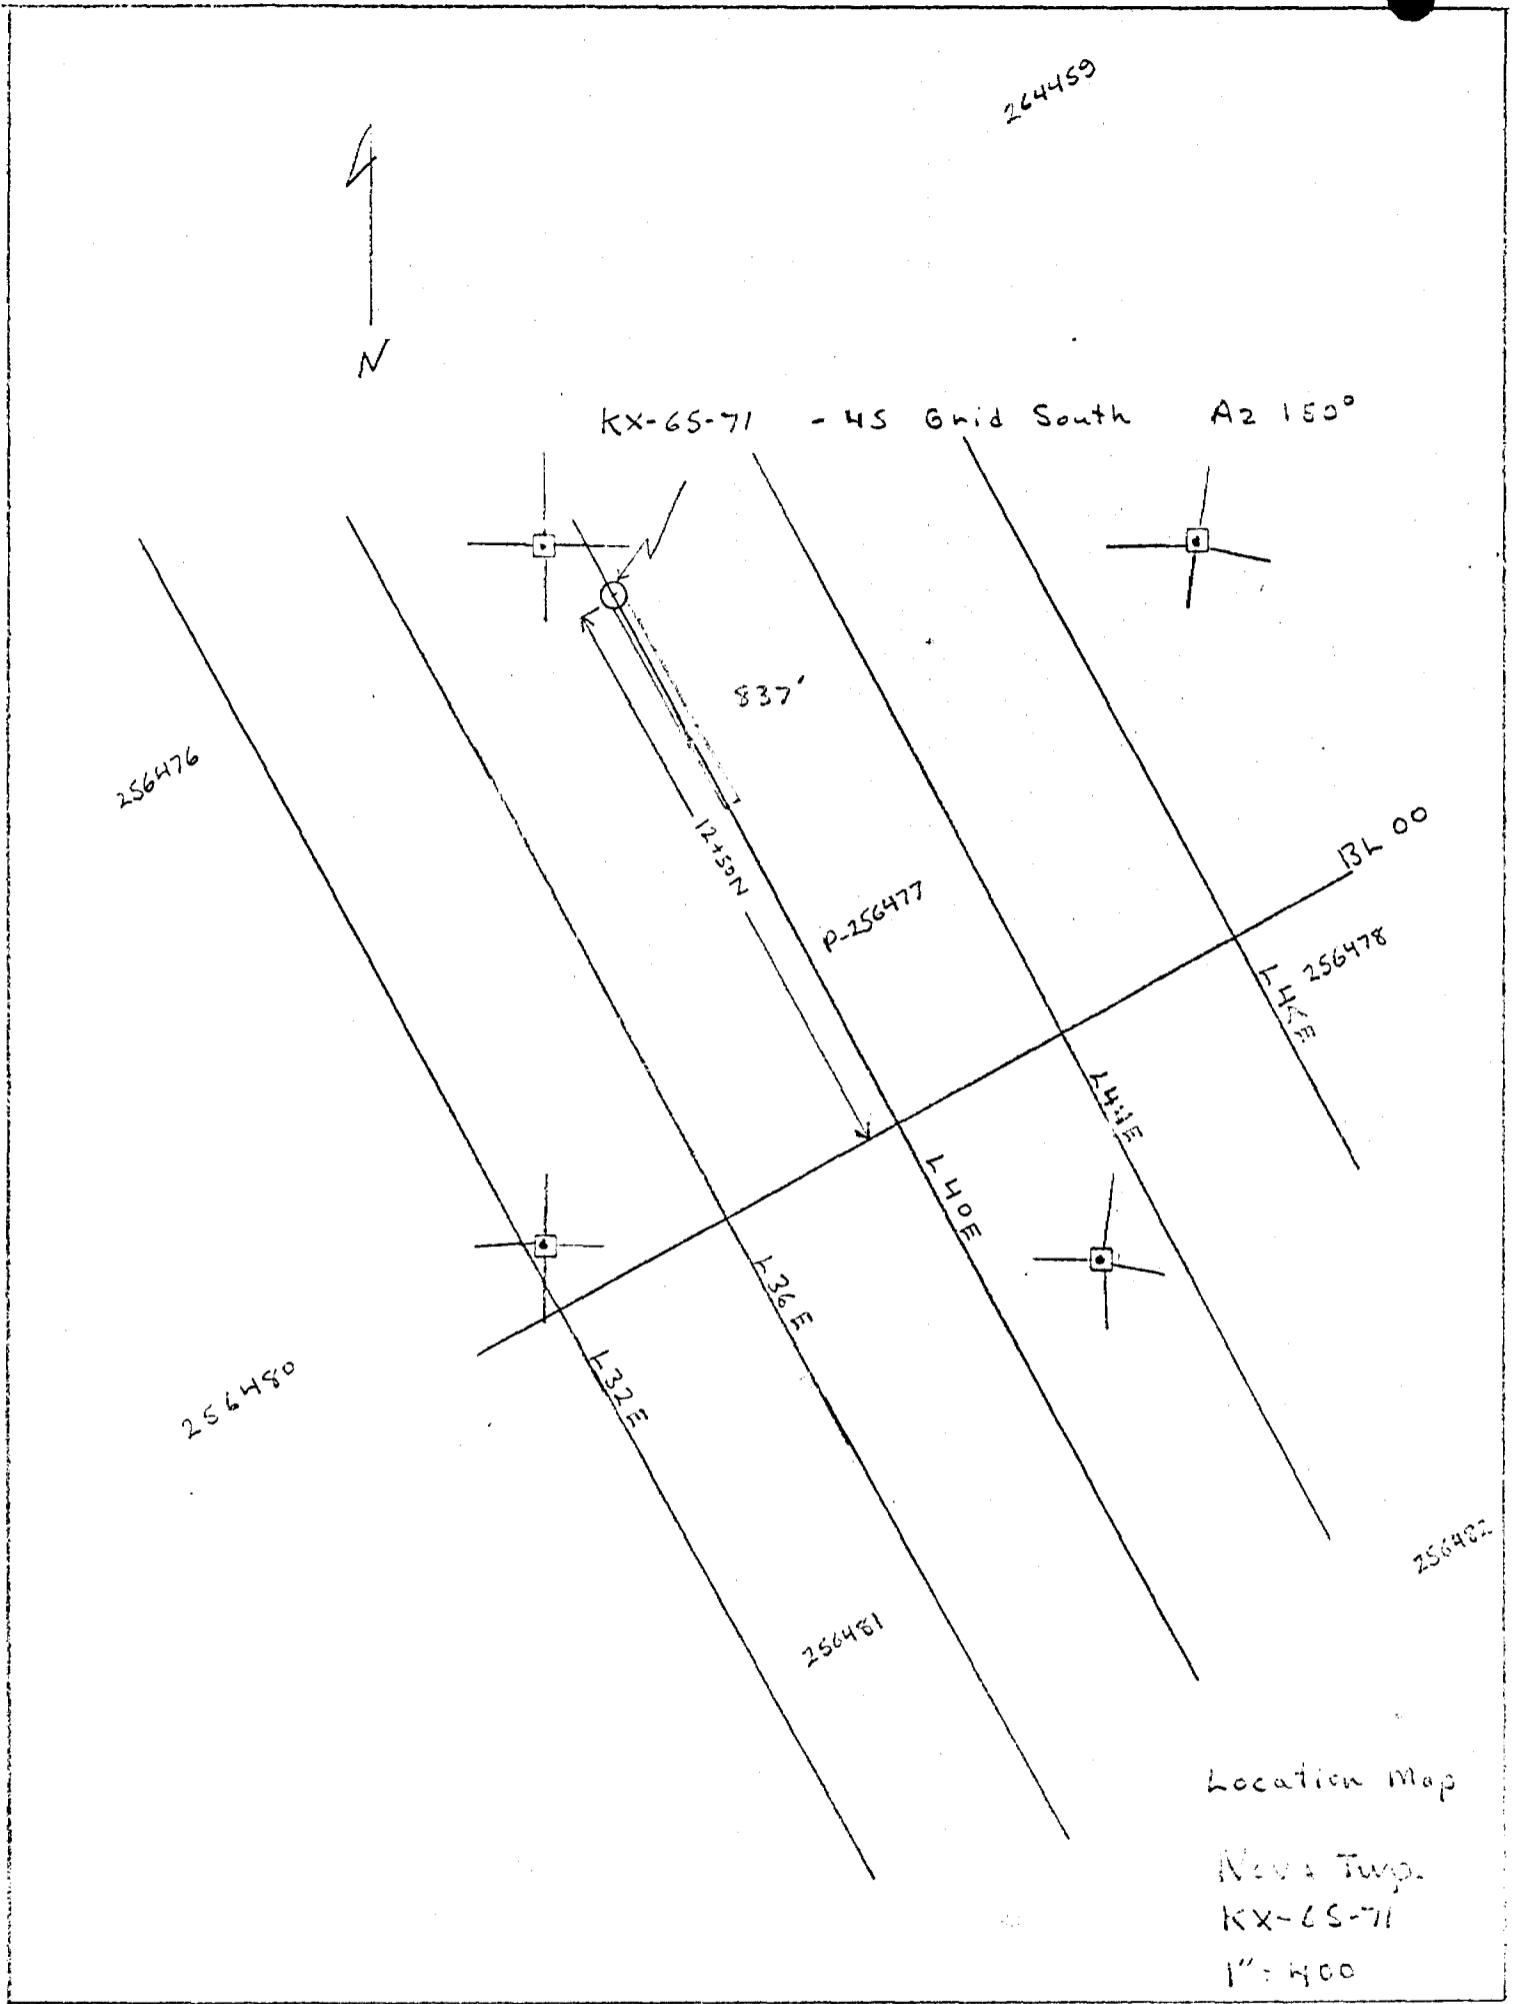 264459
N
KX-65-71 - 45 Grid South Az 150°
837'
256476
12+50N
BL 00
P-256477
256478
L44E
L40E
L36E
L32E
256480
256482
256481
Location Map
Twp.
KX-65-71
1" = 400